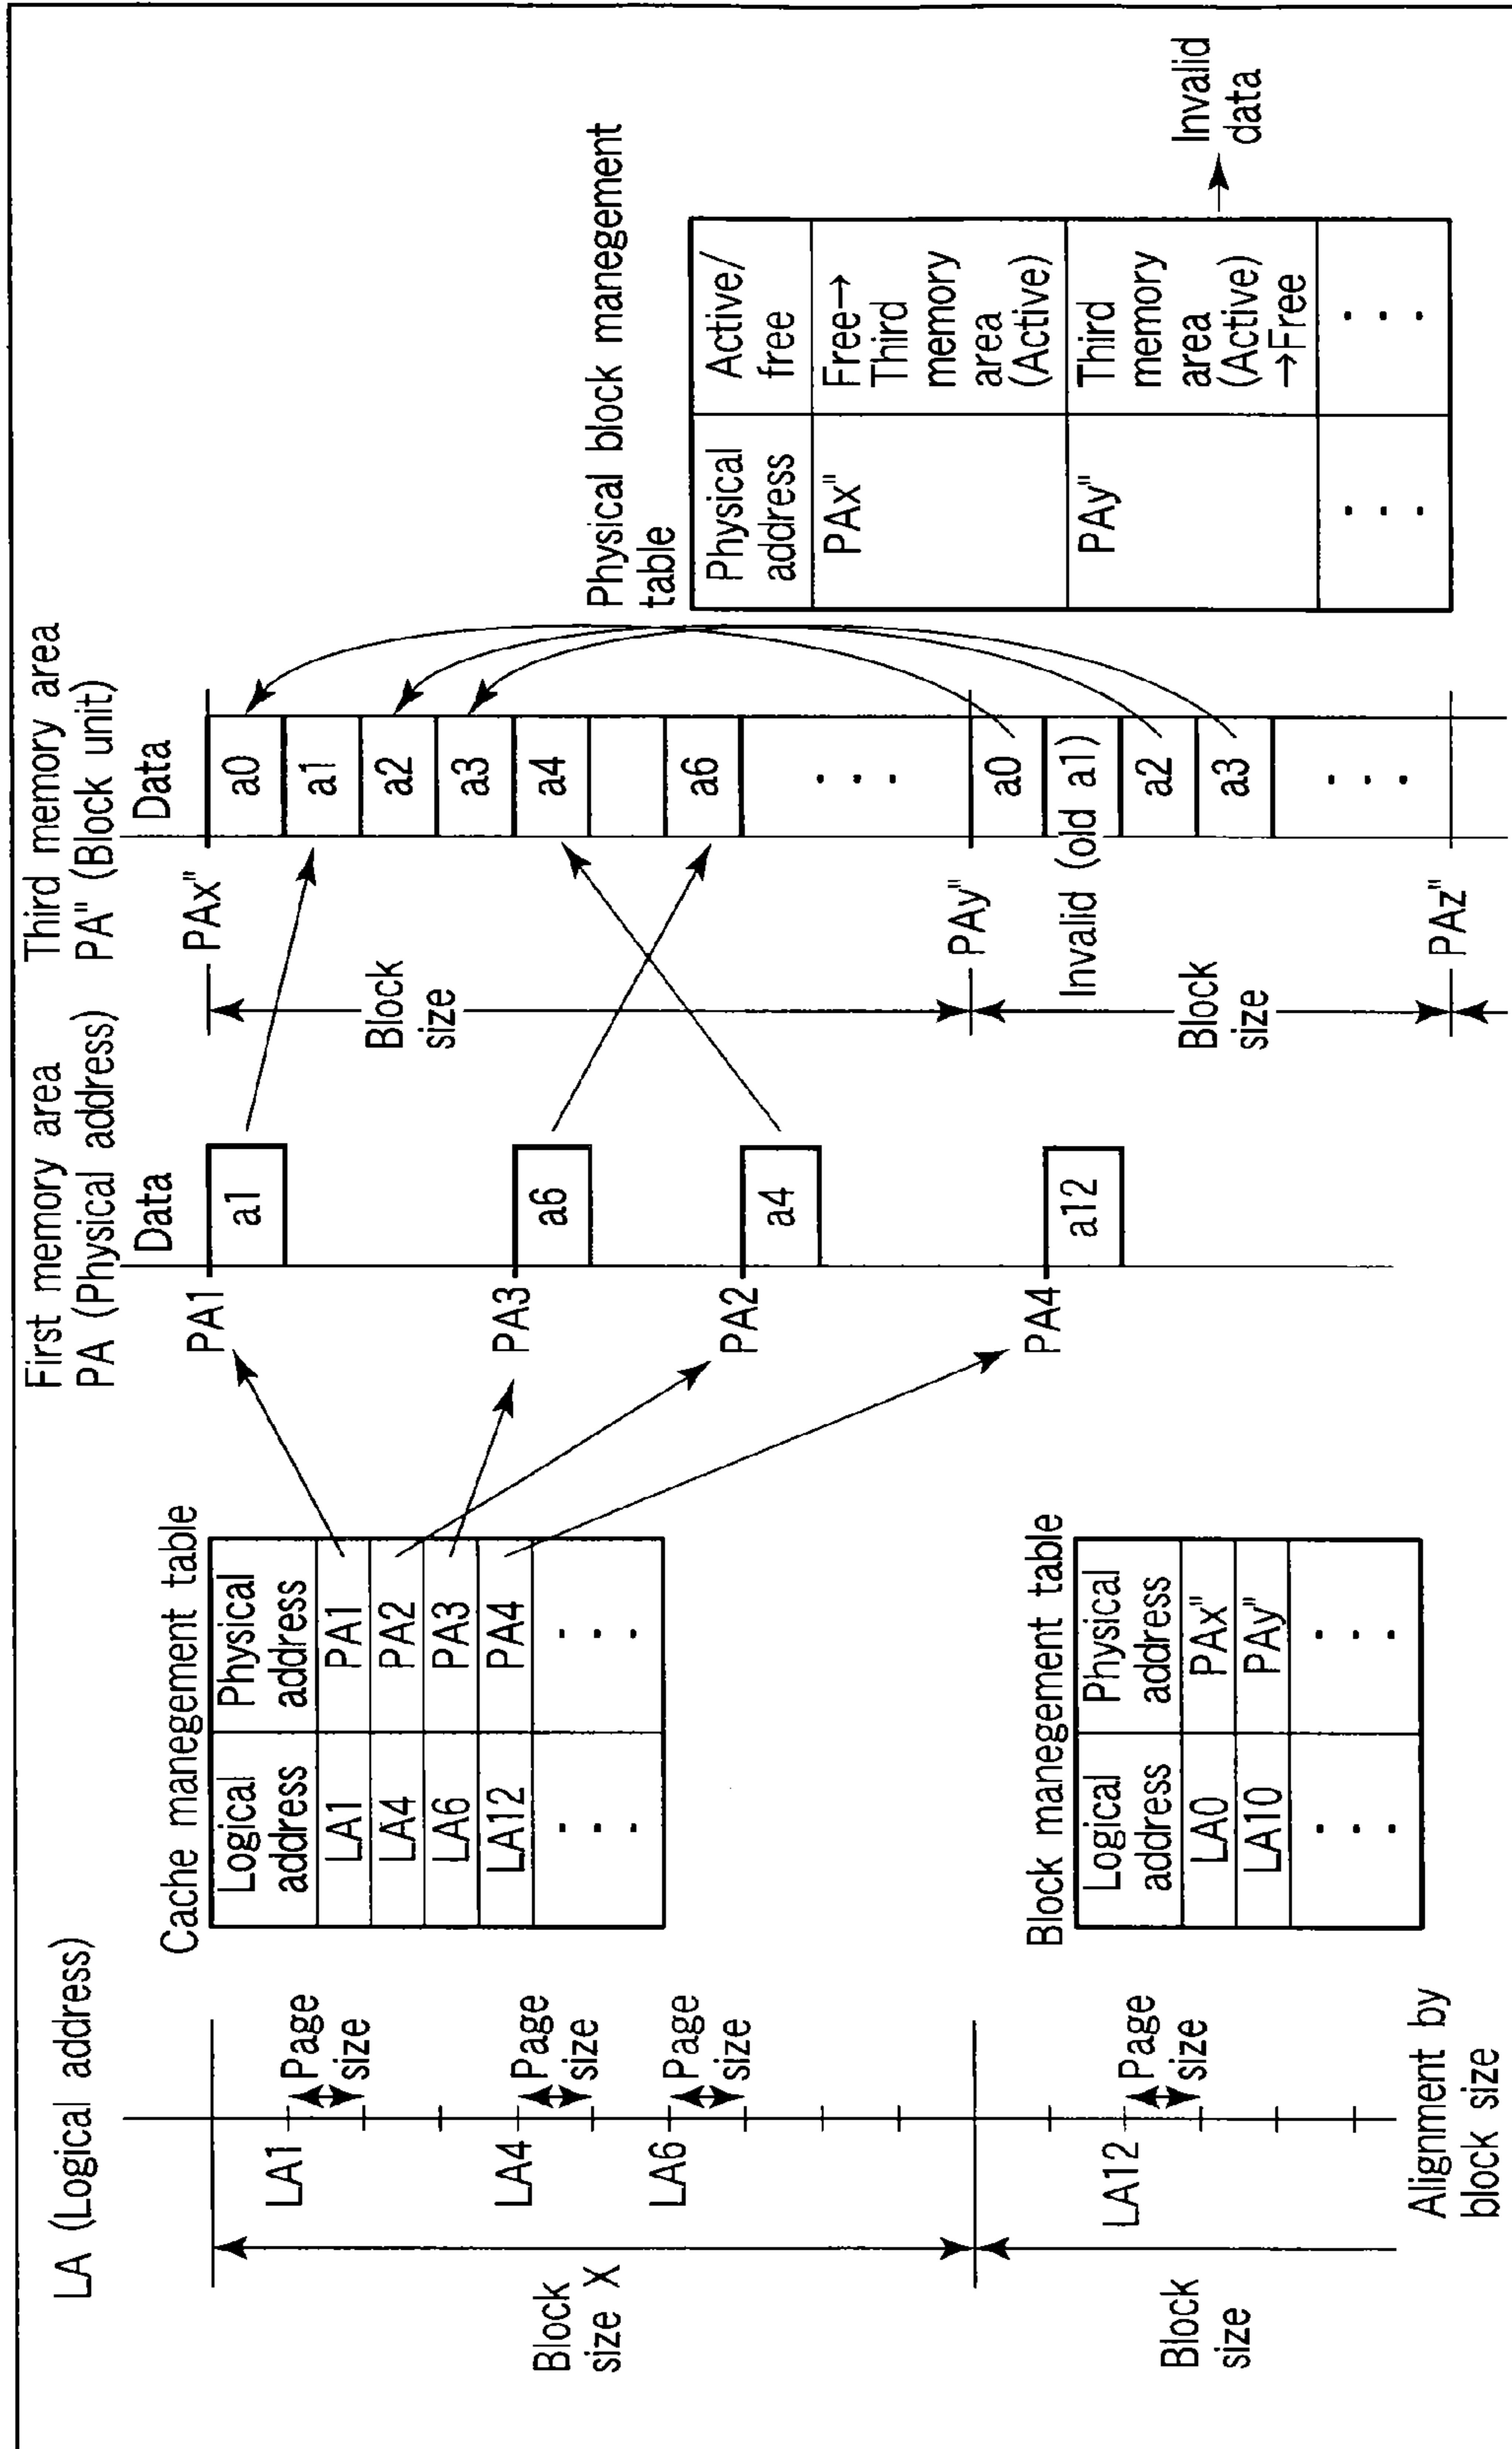 LA (Logical address)
LA1
LA4
LA6
LA12
Page
size
Page
size
Page
size
Page
size
Block
size X
Block
size
Alignment by
block size
Cache manegement table
Logical
address
Physical
address
LA1
PA1
LA4
PA2
LA6
PA3
LA12
PA4
. . .
. . .
Block manegement table
Logical
address
Physical
address
LA0
PAx"
LA10
PAy"
. . .
. . .
First memory area
PA (Physical address)
Data
PA1
a1
PA3
a6
PA2
a4
PA4
a12
Third memory area
PA" (Block unit)
Data
PAx"
Block
size
a0
a1
a2
a3
a4
a6
. . .
PAy"
a0
Invalid (old a1)
a2
a3
. . .
Block
size
PAz"
Physical block manegement
table
Physical
address
Active/
free
PAx"
Free→
Third
memory
area
(Active)
PAy"
Third
memory
area
(Active)
→Free
. . .
. . .
Invalid
data